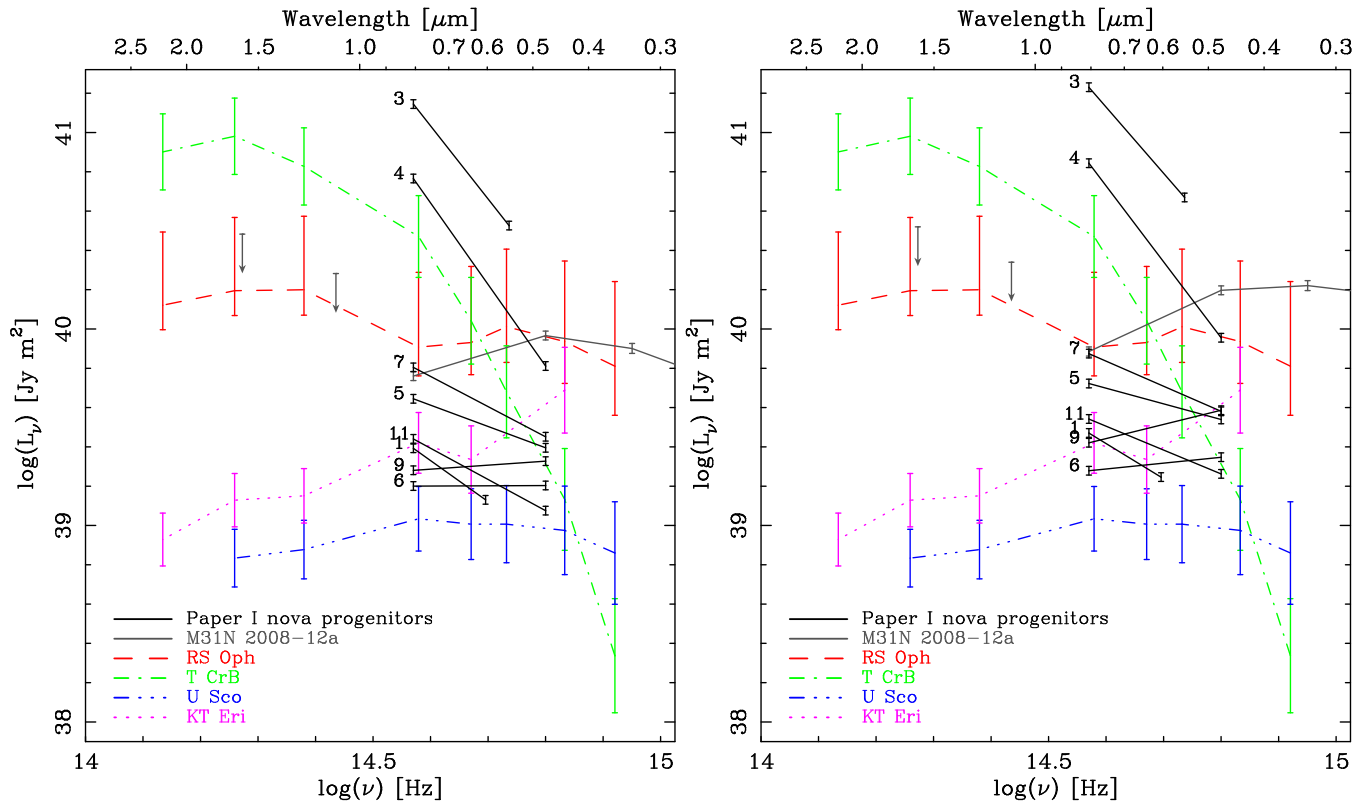 Wavelength [μm]
2.5 2.0 1.5 1.0 0.7 0.6 0.5 0.4 0.3
41
40
39
38
log(Lν) [Jy m²]
3
4
7
5
11
1
9
6
Paper I nova progenitors
M31N 2008−12a
RS Oph
T CrB
U Sco
KT Eri
14 14.5 15
log(ν) [Hz]
Wavelength [μm]
2.5 2.0 1.5 1.0 0.7 0.6 0.5 0.4 0.3
41
40
39
38
log(Lν) [Jy m²]
3
4
7
5
11
1
9
6
Paper I nova progenitors
M31N 2008−12a
RS Oph
T CrB
U Sco
KT Eri
14 14.5 15
log(ν) [Hz]